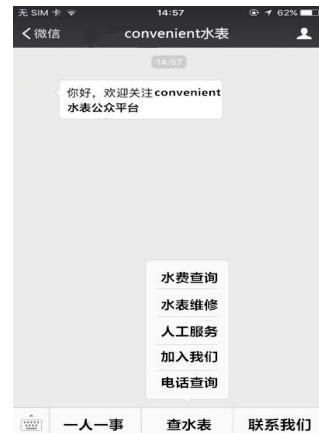 无 SIM 卡 14:57 62%
微信 convenient水表
14:57
你好，欢迎关注convenient
水表公众平台
水费查询
水表维修
人工服务
加入我们
电话查询
一人一事 查水表 联系我们